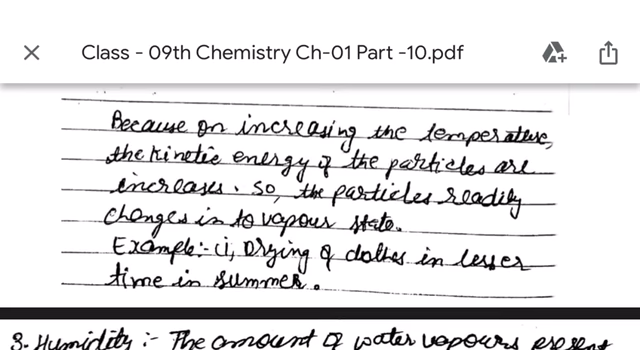 Class - 09th Chemistry Ch-01 Part -10.pdf
Because on increasing the temperature,
the kinetic energy of the particles are
increases. So, the particles readily
changes in to vapour state.
Example:- (i) Drying of clothes in lesser
time in summer.
3. Humidity :- The amount of water vapours present